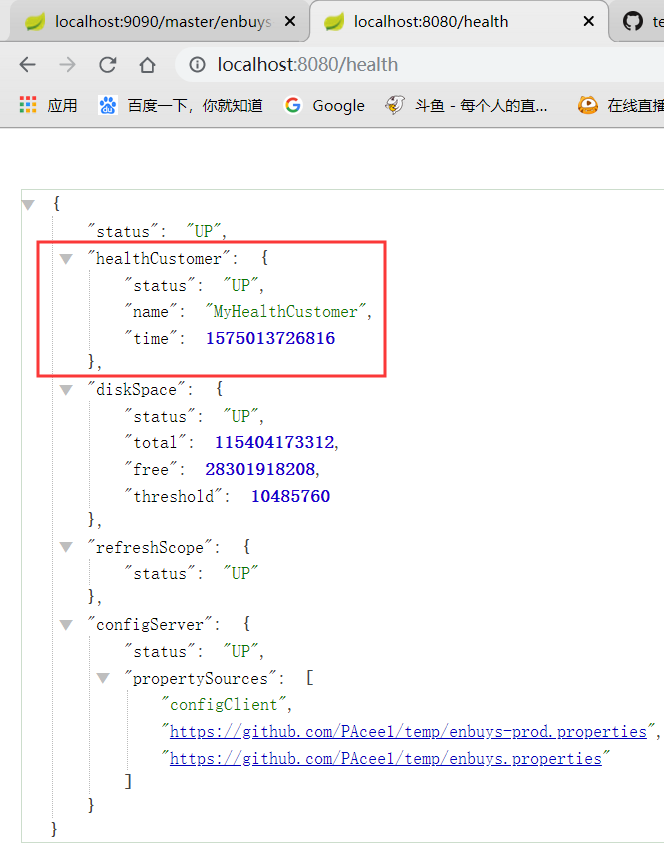 localhost:9090/master/enbuys
localhost:8080/health
te
localhost:8080/health
应用
百度一下，你就知道
Google
斗鱼 - 每个人的直...
在线直播
{
"status": "UP",
"healthCustomer": {
"status": "UP",
"name": "MyHealthCustomer",
"time": 1575013726816
},
"diskSpace": {
"status": "UP",
"total": 115404173312,
"free": 28301918208,
"threshold": 10485760
},
"refreshScope": {
"status": "UP"
},
"configServer": {
"status": "UP",
"propertySources": [
"configClient",
"https://github.com/PAceel/temp/enbuys-prod.properties",
"https://github.com/PAceel/temp/enbuys.properties"
]
}
}